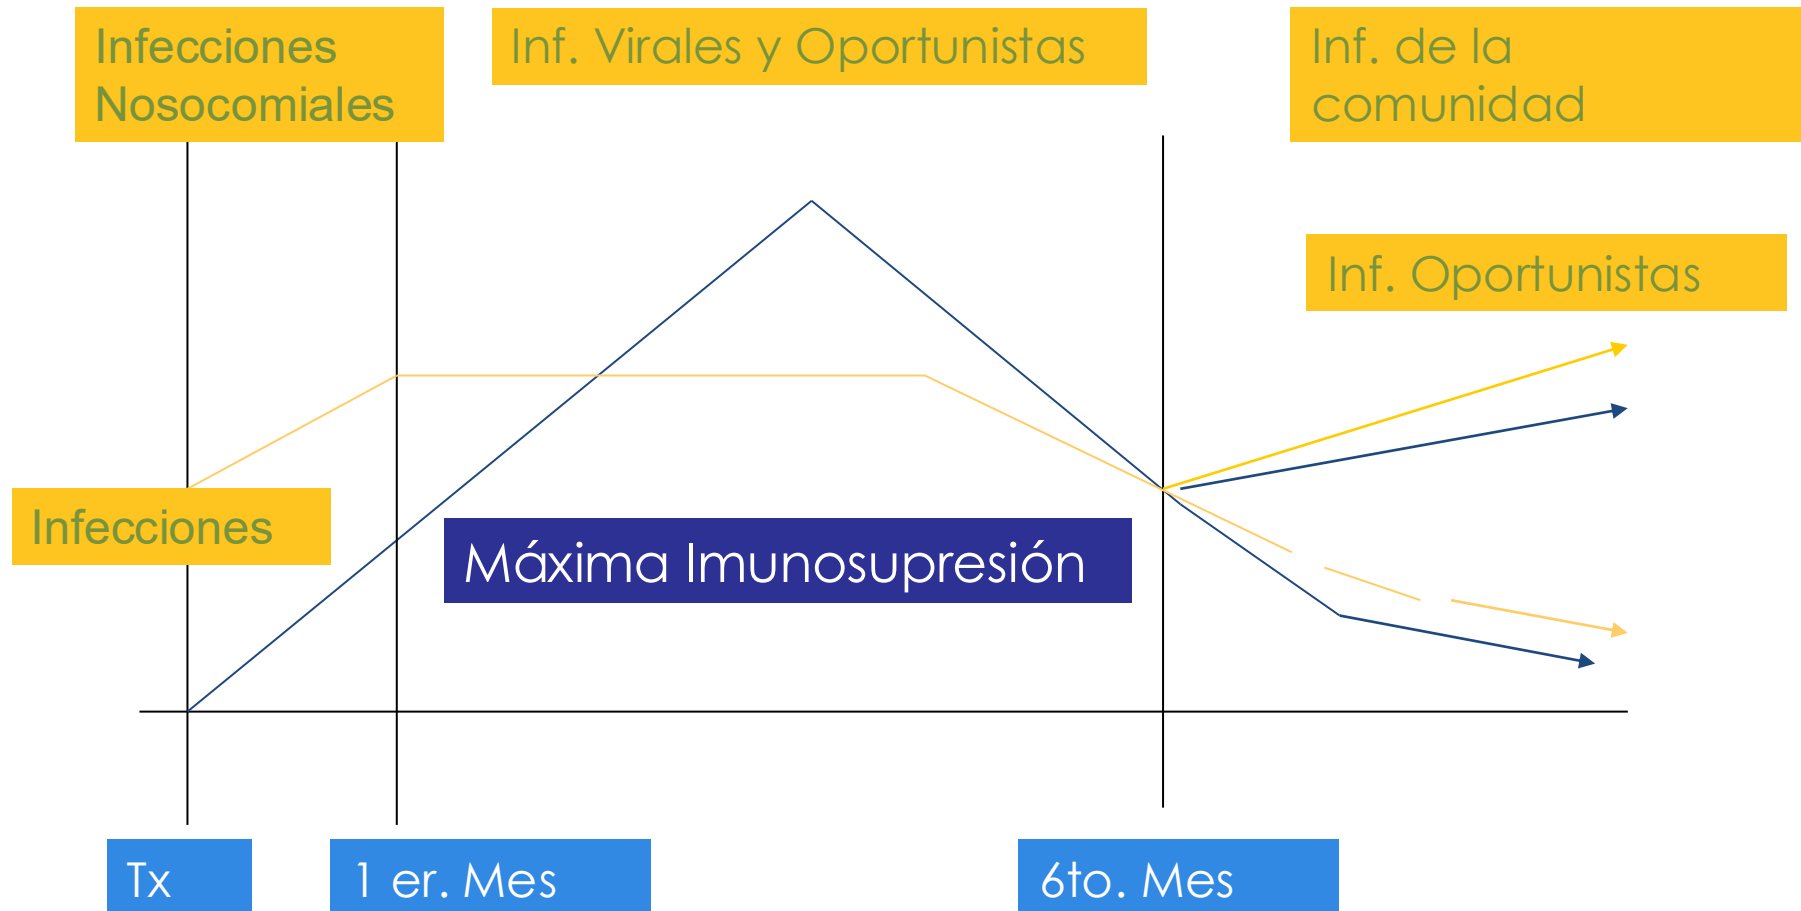 Infecciones
Nosocomiales
Inf. Virales y Oportunistas
Inf. de la
comunidad
Inf. Oportunistas
Infecciones
Máxima Imunosupresión
Tx
1 er. Mes
6to. Mes